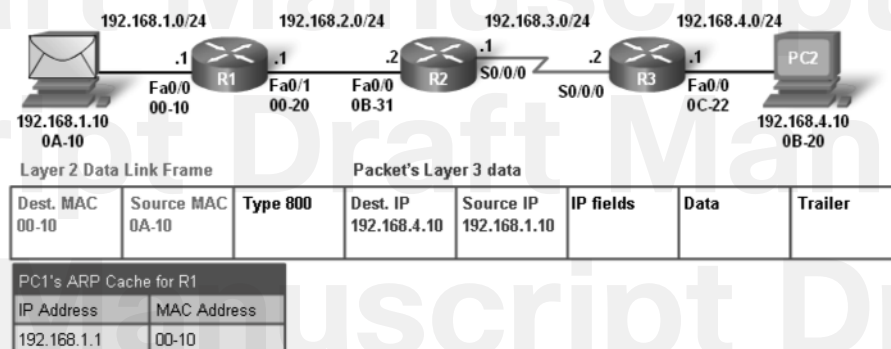 192.168.1.0/24 192.168.2.0/24 192.168.3.0/24 192.168.4.0/24
.1 .1 .2 .1 .2 .1 PC2
R1 R2 S0/0/0 R3
Fa0/0 Fa0/1 Fa0/0 S0/0/0 Fa0/0
00-10 00-20 0B-31 0C-22
192.168.1.10 192.168.4.10
0A-10 0B-20
Layer 2 Data Link Frame Packet's Layer 3 data
Dest. MAC Source MAC Type 800 Dest. IP Source IP IP fields Data Trailer
00-10 0A-10 192.168.4.10 192.168.1.10
PC1's ARP Cache for R1
IP Address MAC Address
192.168.1.1 00-10
Draft Manuscript
Draft Man
Manuscript Dr